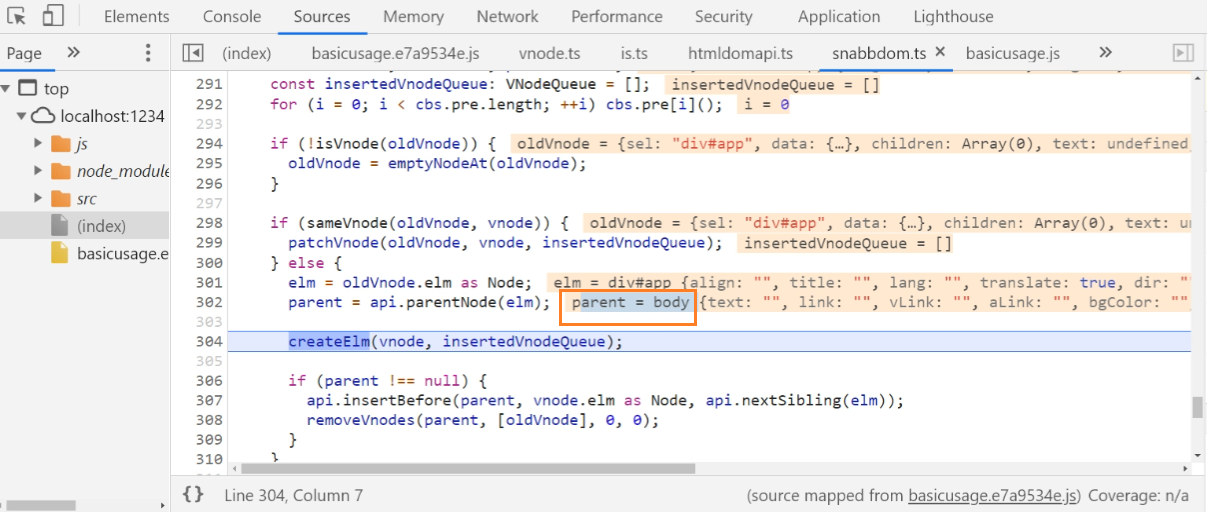 Elements Console Sources Memory Network Performance Security Application Lighthouse
Page » (index) basicusage.e7a9534e.js vnode.ts is.ts htmldomapi.ts snabbdom.ts × basicusage.js »
top
localhost:1234
js
node_module
src
(index)
basicusage.e
291 const insertedVnodeQueue: VNodeQueue = []; insertedVnodeQueue = []
292 for (i = 0; i < cbs.pre.length; ++i) cbs.pre[i](); i = 0
293
294 if (!isVnode(oldVnode)) { oldVnode = {sel: "div#app", data: {…}, children: Array(0), text: undefined,
295 oldVnode = emptyNodeAt(oldVnode);
296 }
297
298 if (sameVnode(oldVnode, vnode)) { oldVnode = {sel: "div#app", data: {…}, children: Array(0), text: un
299 patchVnode(oldVnode, vnode, insertedVnodeQueue); insertedVnodeQueue = []
300 } else {
301 elm = oldVnode.elm as Node; elm = div#app {align: "", title: "", lang: "", translate: true, dir: "
302 parent = api.parentNode(elm); parent = body {text: "", link: "", vLink: "", aLink: "", bgColor: "",
303
304 createElm(vnode, insertedVnodeQueue);
305
306 if (parent !== null) {
307 api.insertBefore(parent, vnode.elm as Node, api.nextSibling(elm));
308 removeVnodes(parent, [oldVnode], 0, 0);
309 }
310 }
{} Line 304, Column 7 (source mapped from basicusage.e7a9534e.js) Coverage: n/a